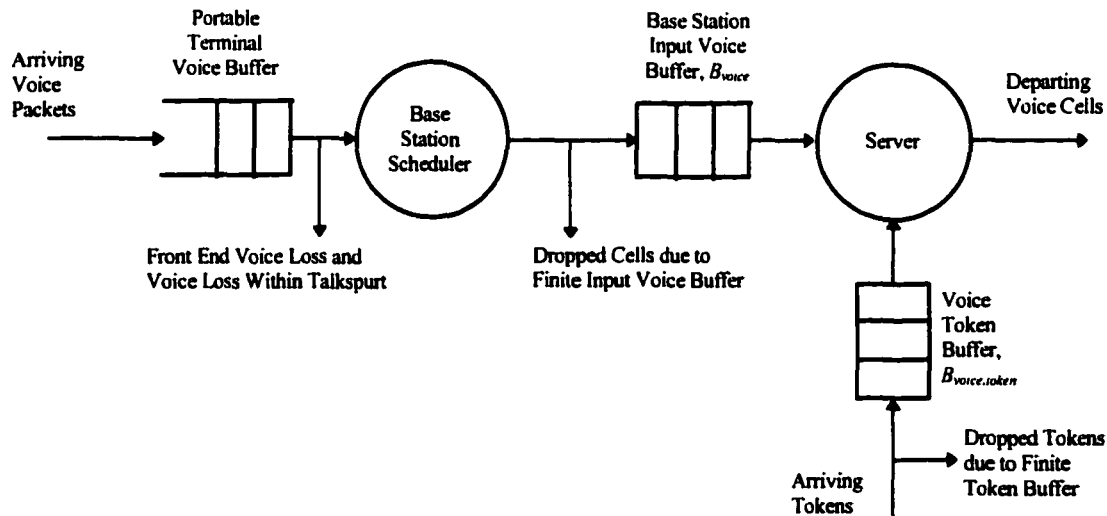 Arriving
Voice
Packets
Portable
Terminal
Voice Buffer
Base
Station
Scheduler
Base Station
Input Voice
Buffer, Bvoice
Server
Departing
Voice Cells
Front End Voice Loss and
Voice Loss Within Talkspurt
Dropped Cells due to
Finite Input Voice Buffer
Voice
Token
Buffer,
Bvoice,token
Dropped Tokens
due to Finite
Token Buffer
Arriving
Tokens